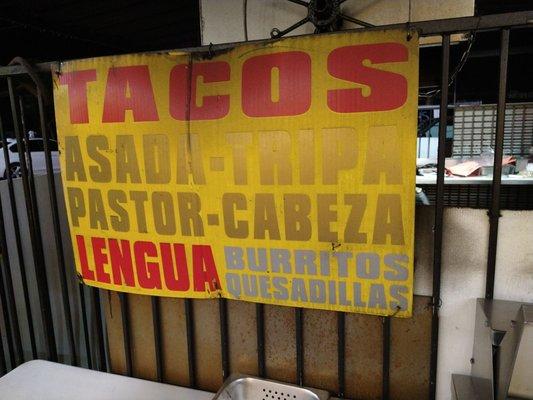 TACOS
ASADA-TRIPA
PASTOR-CABEZA
LENGUA BURRITOS
QUESADILLAS